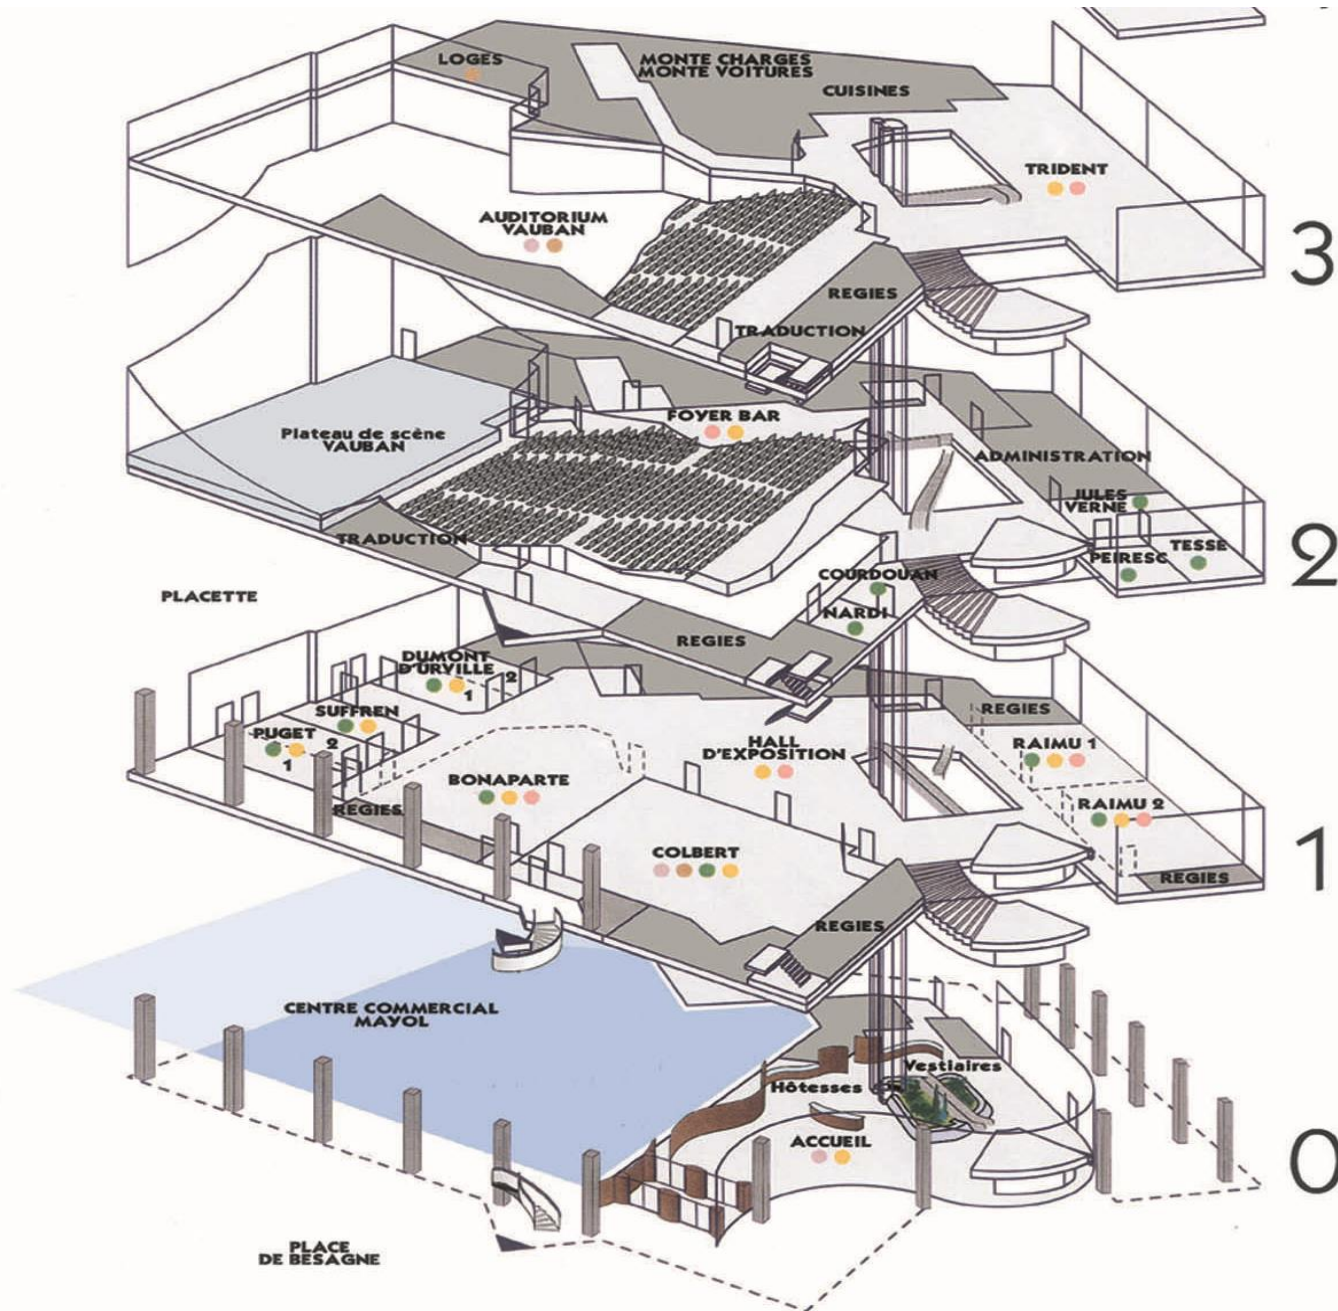 LOGES
MONTE CHARGES
MONTE VOITURES
CUISINES
TRIDENT
AUDITORIUM
VAUBAN
3
REGIES
TRADUCTION
FOYER BAR
Plateau de scène
VAUBAN
ADMINISTRATION
JULES
VERNE
TRADUCTION
PEIRESC
TESSE
2
COURDOUAN
NARDI
PLACETTE
REGIES
DUMONT
D'URVILLE
1
2
SUFFREN
PUGET
1
2
REGIES
HALL
D'EXPOSITION
RAIMU 1
BONAPARTE
REGIES
RAIMU 2
COLBERT
1
REGIES
REGIES
CENTRE COMMERCIAL
MAYOL
Vestiaires
Hôtesses
ACCUEIL
0
PLACE
DE BESAGNE